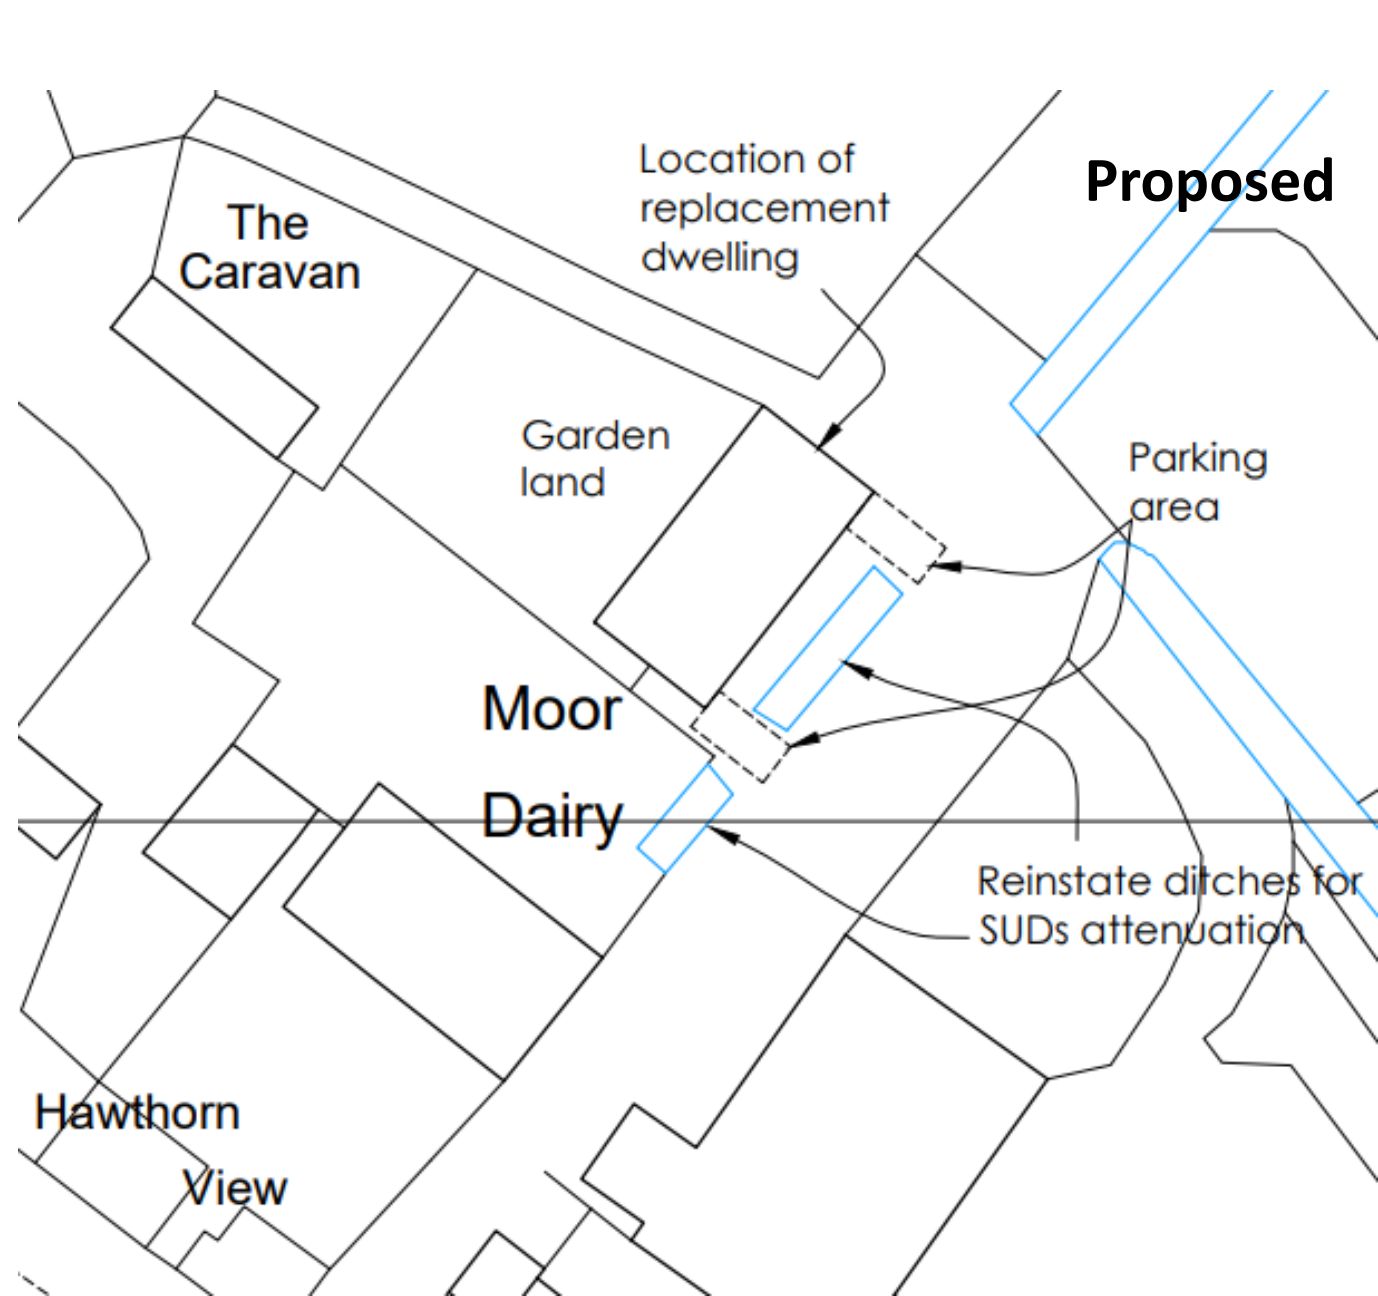 Proposed
Location of
replacement
dwelling
The
Caravan
Garden
land
Parking
area
Moor
Dairy
Reinstate ditches for
SUDs attenuation
Hawthorn
View